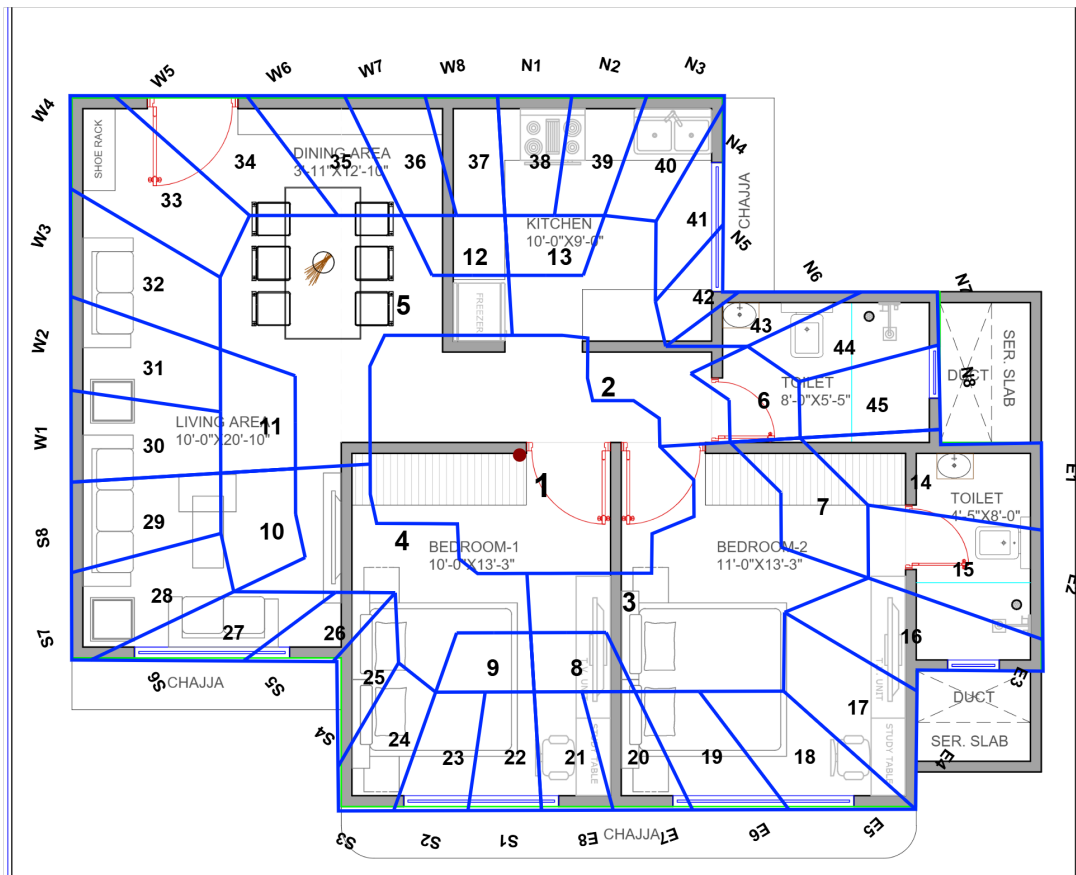 W5
W6
W7
W8
N1
N2
N3
W4
SHOE RACK
34
DINING AREA
3'-11"X12'-10"
35
36
37
38
39
40
N4
33
CHAJJA
41
W3
KITCHEN
10'-0"X9'-0"
N5
12
13
32
5
FREEZER
42
N6
N7
43
W2
31
44
DUCT
N8
SER. SLAB
2
6
TOILET
8'-0"X5'-5"
45
W1
30
LIVING AREA
10'-0"X20'-10"
11
1
7
14
E1
TOILET
4'-5"X8'-0"
S8
29
10
4
BEDROOM-1
10'-0"X13'-3"
BEDROOM-2
11'-0"X13'-3"
15
E2
28
3
S7
27
26
16
S6
S5
CHAJJA
25
9
8
E3
DUCT
17
S4
24
SER. SLAB
E4
23
22
21
20
19
18
STUDY TABLE
STUDY TABLE
S3
S2
S1
E8
CHAJJA
E7
E6
E5